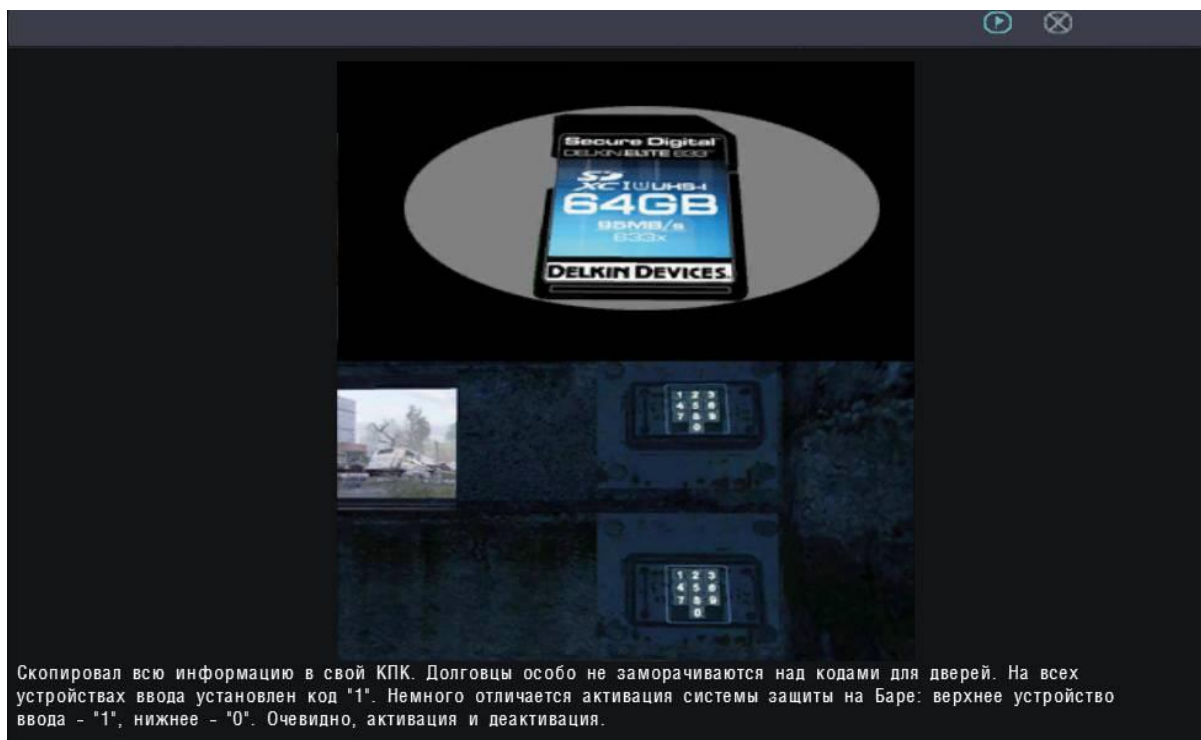 Secure Digital
DELKIN ELITE 633
SD
XC I U UHS-I
64GB
95MB/s
633x
DELKIN DEVICES
1 2 3
4 5 6
7 8 9
0
1 2 3
4 5 6
7 8 9
0
Скопировал всю информацию в свой КПК. Долговцы особо не заморачиваются над кодами для дверей. На всех
устройствах ввода установлен код "1". Немного отличается активация системы защиты на Баре: верхнее устройство
ввода - "1", нижнее - "0". Очевидно, активация и деактивация.